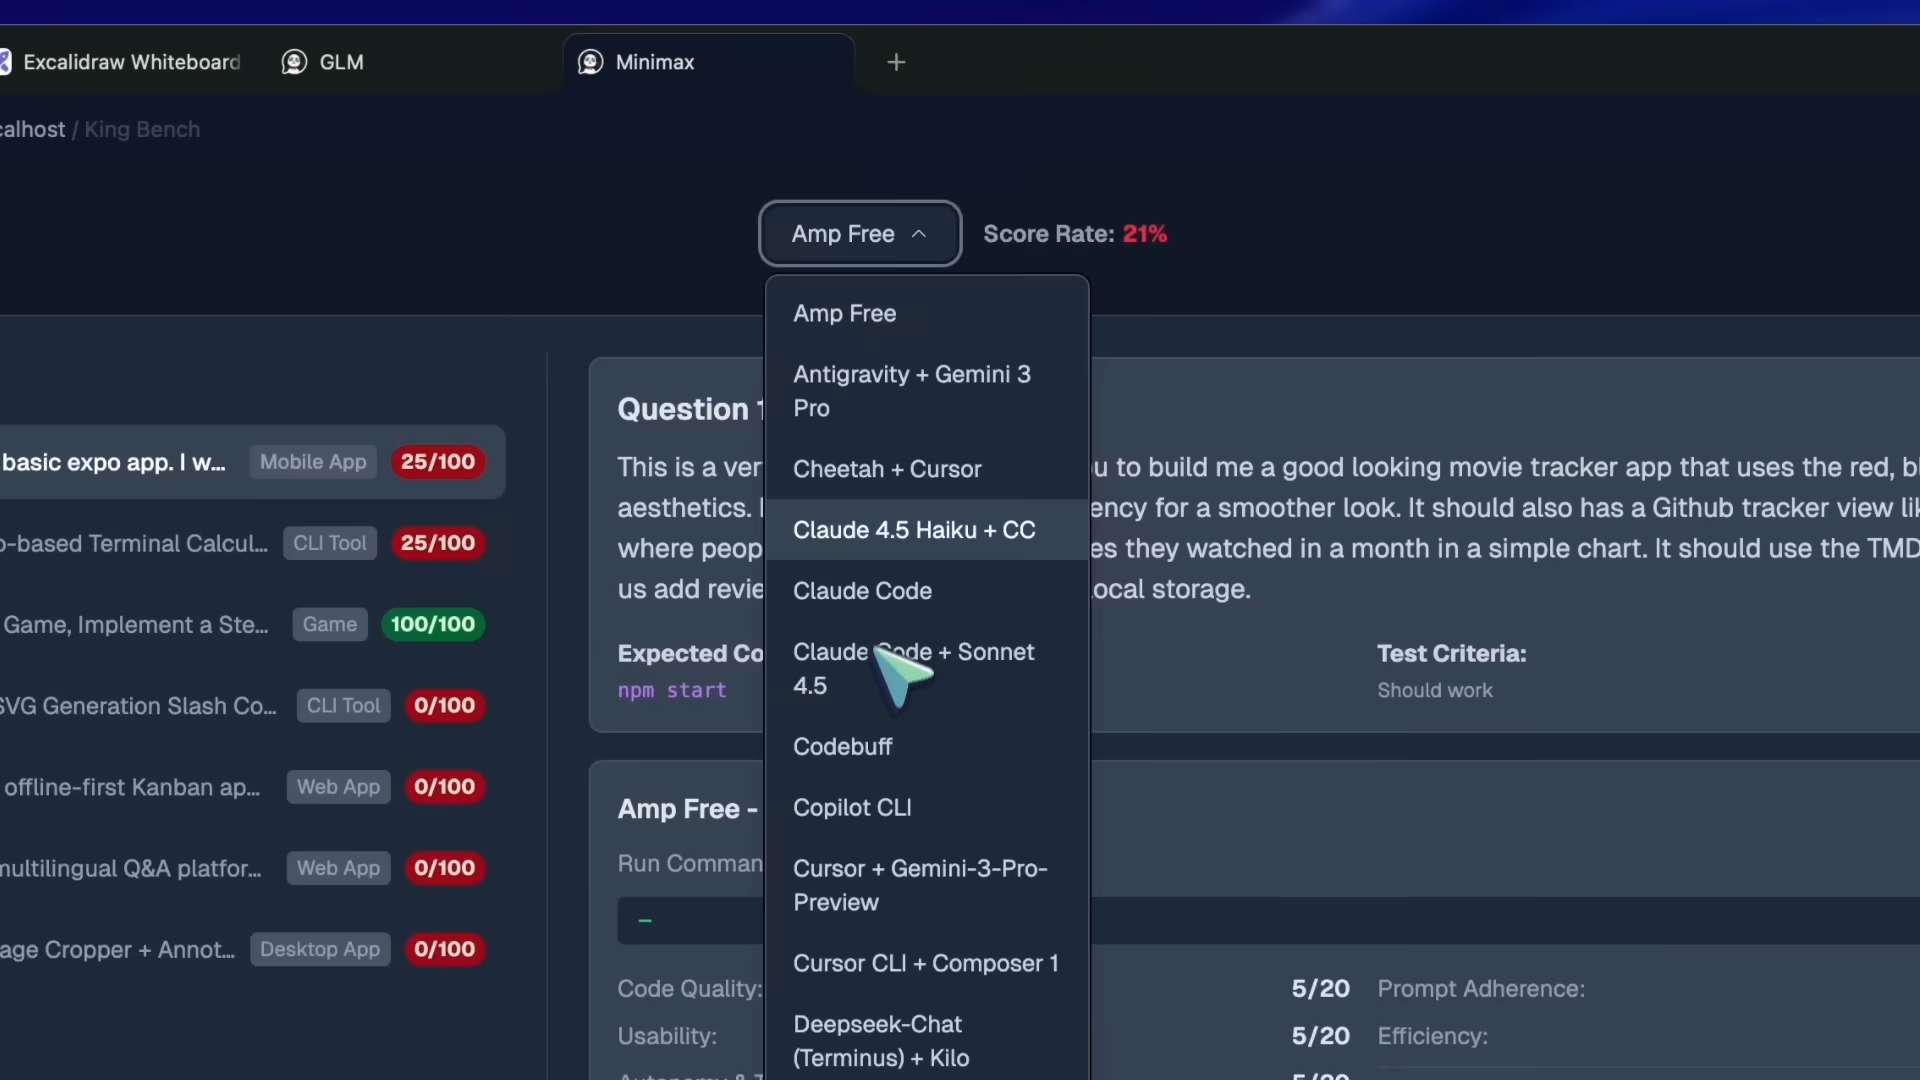 Excalidraw Whiteboard
GLM
Minimax
calhost / King Bench
Amp Free
Score Rate: 21%
Amp Free
Antigravity + Gemini 3
Pro
Cheetah + Cursor
Claude 4.5 Haiku + CC
Claude Code
Claude Code + Sonnet
4.5
Codebuff
Copilot CLI
Cursor + Gemini-3-Pro-
Preview
Cursor CLI + Composer 1
Deepseek-Chat
(Terminus) + Kilo
basic expo app. I w... Mobile App 25/100
o-based Terminal Calcul... CLI Tool 25/100
Game, Implement a Ste... Game 100/100
SVG Generation Slash Co... CLI Tool 0/100
offline-first Kanban ap... Web App 0/100
multilingual Q&A platfor... Web App 0/100
age Cropper + Annot... Desktop App 0/100
Question 1
This is a ver u to build me a good looking movie tracker app that uses the red, bl
aesthetics. ency for a smoother look. It should also has a Github tracker view lik
where peop es they watched in a month in a simple chart. It should use the TMD
us add revie ocal storage.
Expected Co
npm start
Test Criteria:
Should work
Amp Free -
Run Comman
–
Code Quality: 5/20
Prompt Adherence:
Usability: 5/20
Efficiency: